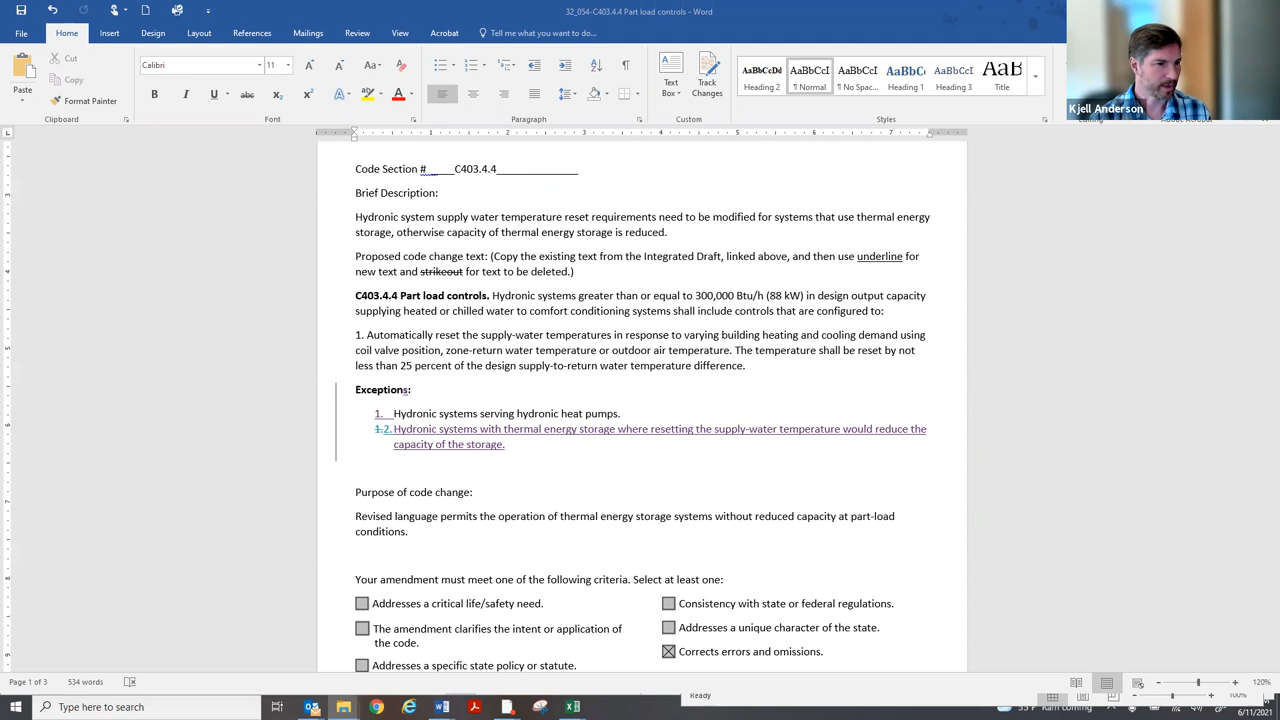 32_054-C403.4.4 Part load controls - Word
File Home Insert Design Layout References Mailings Review View Acrobat Tell me what you want to do...
Cut
Copy
Paste
Format Painter
Calibri 11
Text Box
Track Changes
AaBbCcDd AaBbCcI AaBbCcI AaBbCc AaBbCcI AaB
Heading 2 ¶ Normal ¶ No Spac... Heading 1 Heading 3 Title
Clipboard Font Paragraph Custom Styles Editing
Kjell Anderson
Code Section #_____C403.4.4______________
Brief Description:
Hydronic system supply water temperature reset requirements need to be modified for systems that use thermal energy
storage, otherwise capacity of thermal energy storage is reduced.
Proposed code change text: (Copy the existing text from the Integrated Draft, linked above, and then use underline for
new text and strikeout for text to be deleted.)
C403.4.4 Part load controls. Hydronic systems greater than or equal to 300,000 Btu/h (88 kW) in design output capacity
supplying heated or chilled water to comfort conditioning systems shall include controls that are configured to:
1. Automatically reset the supply-water temperatures in response to varying building heating and cooling demand using
coil valve position, zone-return water temperature or outdoor air temperature. The temperature shall be reset by not
less than 25 percent of the design supply-to-return water temperature difference.
Exceptions:
1. Hydronic systems serving hydronic heat pumps.
1.2. Hydronic systems with thermal energy storage where resetting the supply-water temperature would reduce the
capacity of the storage.
Purpose of code change:
Revised language permits the operation of thermal energy storage systems without reduced capacity at part-load
conditions.
Your amendment must meet one of the following criteria. Select at least one:
Addresses a critical life/safety need.
Consistency with state or federal regulations.
The amendment clarifies the intent or application of
the code.
Addresses a unique character of the state.
Corrects errors and omissions.
Addresses a specific state policy or statute.
Page 1 of 3 534 words
120%
Ready
100%
Type here to search
6/11/2021